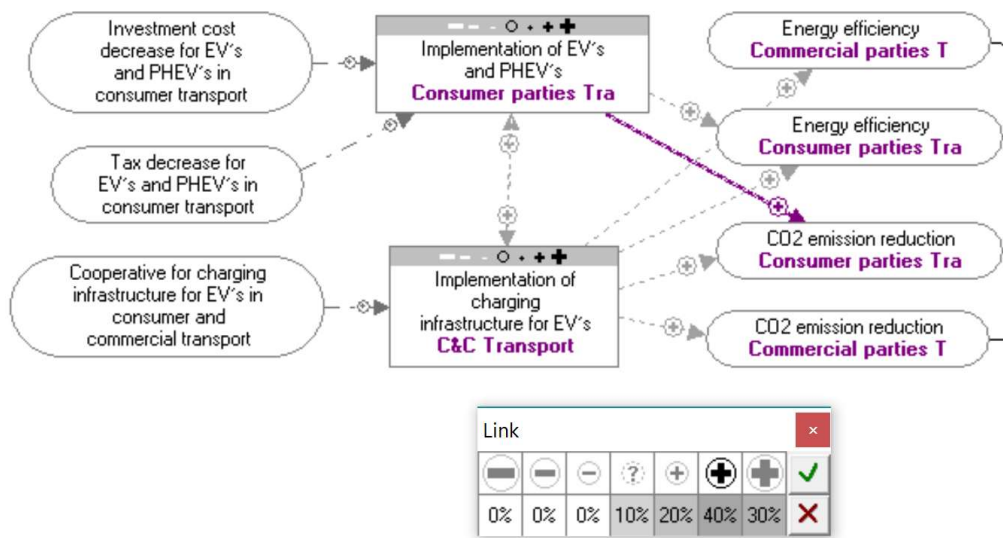 Investment cost
decrease for EV´s
and PHEV´s in
consumer transport
Implementation of EV´s
and PHEV´s
Consumer parties Tra
Energy efficiency
Commercial parties T
Energy efficiency
Consumer parties Tra
Tax decrease for
EV´s and PHEV´s in
consumer transport
CO2 emission reduction
Consumer parties Tra
Cooperative for charging
infrastructure for EV´s in
consumer and
commercial transport
Implementation of
charging
infrastructure for EV´s
C&C Transport
CO2 emission reduction
Commercial parties T
Link
?
0% 0% 0% 10% 20% 40% 30%